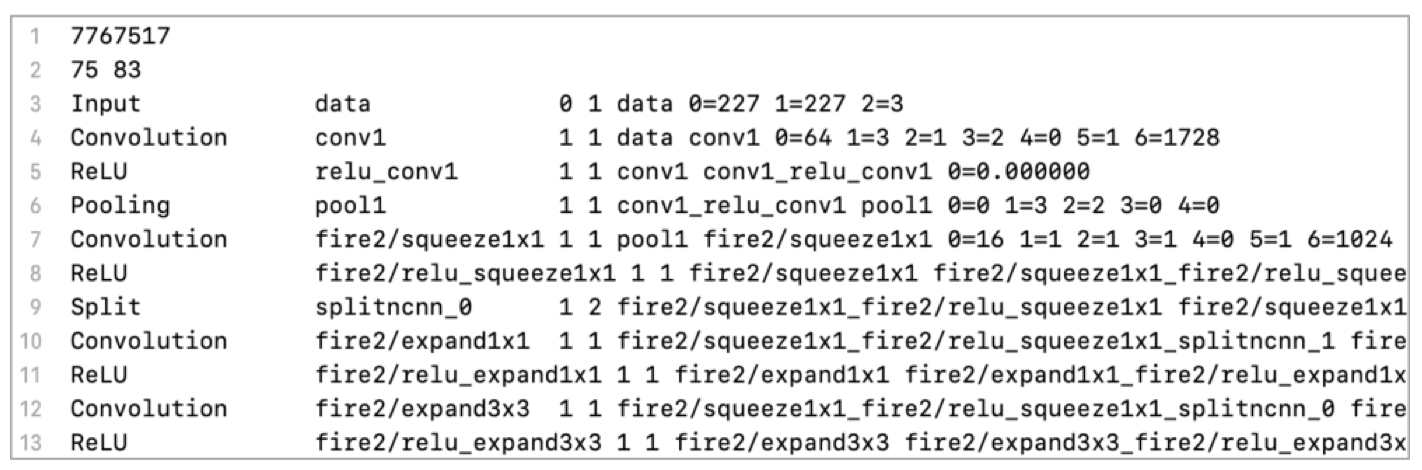 1 7767517
2 75 83
3 Input data 0 1 data 0=227 1=227 2=3
4 Convolution conv1 1 1 data conv1 0=64 1=3 2=1 3=2 4=0 5=1 6=1728
5 ReLU relu_conv1 1 1 conv1 conv1_relu_conv1 0=0.000000
6 Pooling pool1 1 1 conv1_relu_conv1 pool1 0=0 1=3 2=2 3=0 4=0
7 Convolution fire2/squeeze1x1 1 1 pool1 fire2/squeeze1x1 0=16 1=1 2=1 3=1 4=0 5=1 6=1024
8 ReLU fire2/relu_squeeze1x1 1 1 fire2/squeeze1x1 fire2/squeeze1x1_fire2/relu_squee
9 Split splitncnn_0 1 2 fire2/squeeze1x1_fire2/relu_squeeze1x1 fire2/squeeze1x1
10 Convolution fire2/expand1x1 1 1 fire2/squeeze1x1_fire2/relu_squeeze1x1_splitncnn_1 fire
11 ReLU fire2/relu_expand1x1 1 1 fire2/expand1x1 fire2/expand1x1_fire2/relu_expand1x
12 Convolution fire2/expand3x3 1 1 fire2/squeeze1x1_fire2/relu_squeeze1x1_splitncnn_0 fire
13 ReLU fire2/relu_expand3x3 1 1 fire2/expand3x3 fire2/expand3x3_fire2/relu_expand3x